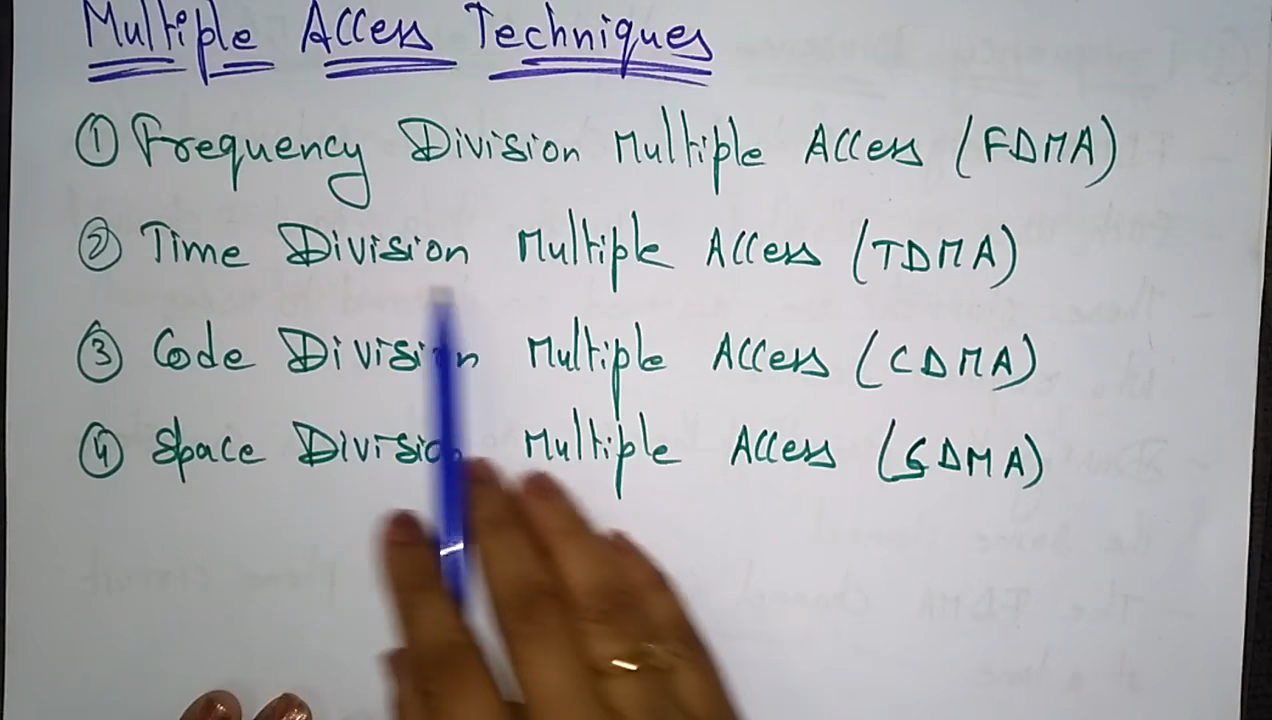 Multiple Access Techniques
① Frequency Division Multiple Access (FDMA)
② Time Division Multiple Access (TDMA)
③ Code Division Multiple Access (CDMA)
④ Space Division Multiple Access (SDMA)